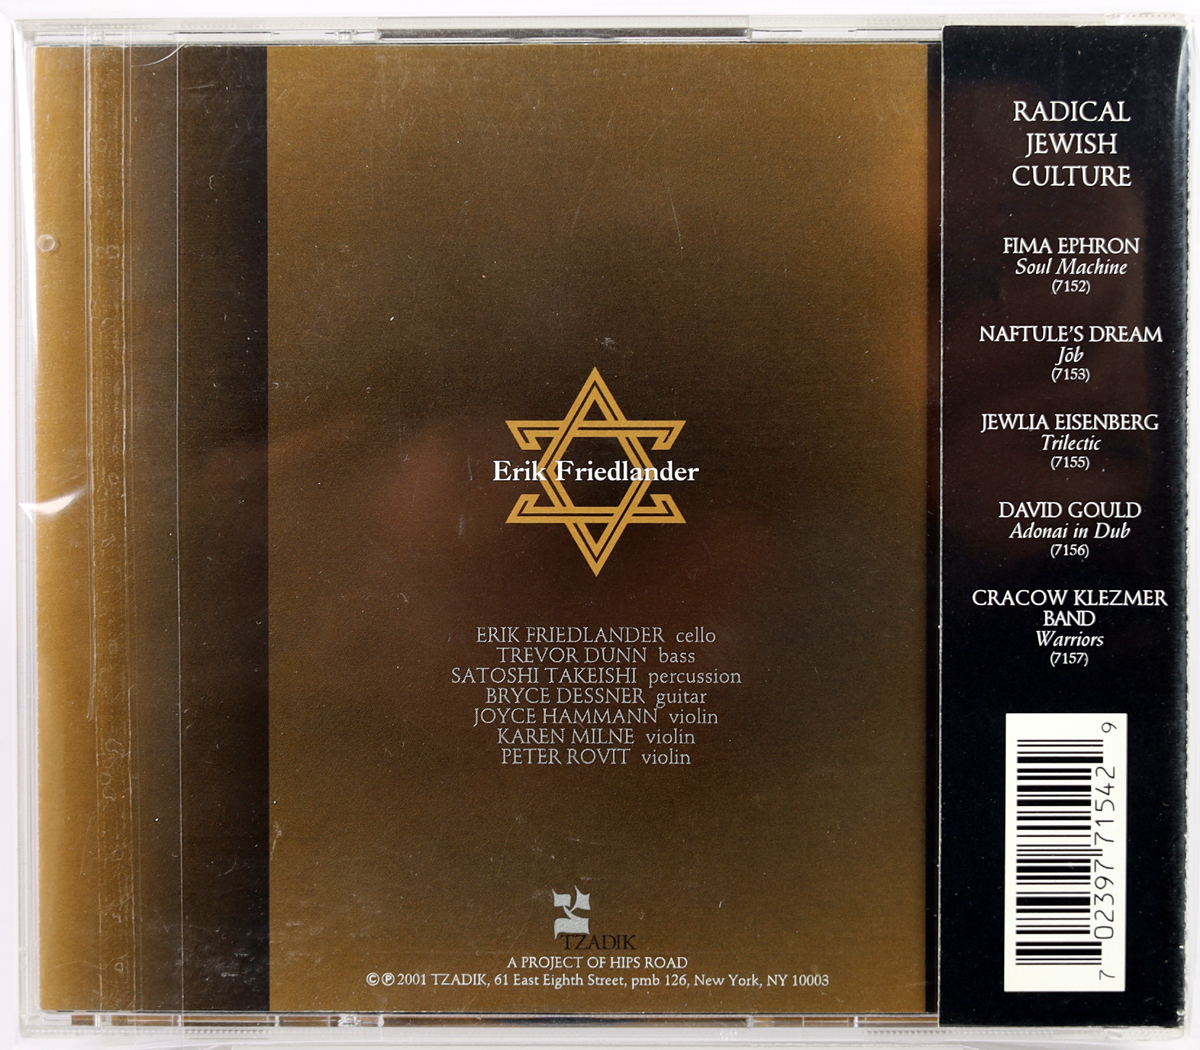 Erik Friedlander
ERIK FRIEDLANDER cello
TREVOR DUNN bass
SATOSHI TAKEISHI percussion
BRYCE DESSNER guitar
JOYCE HAMMANN violin
KAREN MILNE violin
PETER ROVIT violin
צ
TZADIK
A PROJECT OF HIPS ROAD
©℗ 2001 TZADIK, 61 East Eighth Street, pmb 126, New York, NY 10003
RADICAL
JEWISH
CULTURE
FIMA EPHRON
Soul Machine
(7152)
NAFTULE'S DREAM
Jōb
(7153)
JEWLIA EISENBERG
Trilectic
(7155)
DAVID GOULD
Adonai in Dub
(7156)
CRACOW KLEZMER
BAND
Warriors
(7157)
7 02397 71542 9